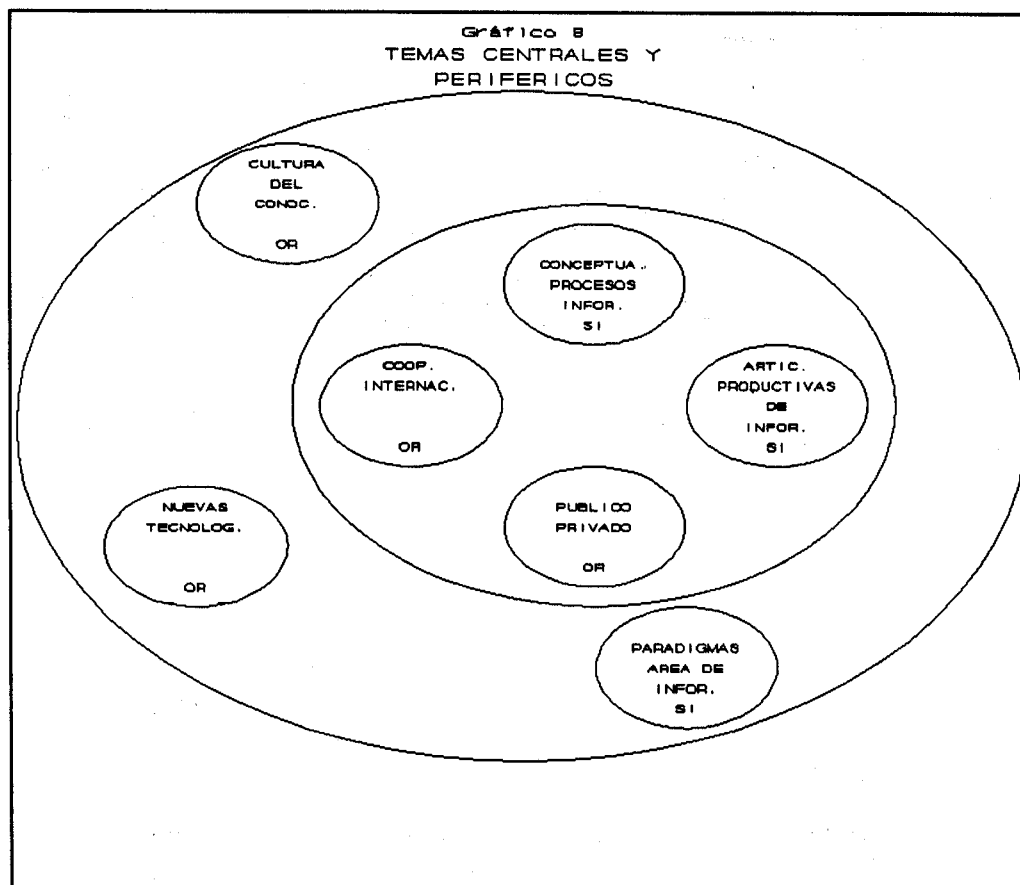 Gráfico 8
TEMAS CENTRALES Y
PERIFERICOS
CULTURA
DEL
CONOC.
OR
CONCEPTUA.
PROCESOS
INFOR.
SI
COOP.
INTERNAC.
OR
ARTIC.
PRODUCTIVAS
DE
INFOR.
SI
NUEVAS
TECNOLOG.
OR
PUBLICO
PRIVADO
OR
PARADIGMAS
AREA DE
INFOR.
SI